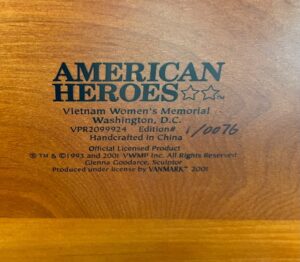 AMERICAN
HEROES☆☆™
Vietnam Women's Memorial
Washington, D.C.
VPR2099924 Edition# 1/0076
Handcrafted in China
Official Licensed Product
® TM & ©1993 and 2001 VWMP Inc. All Rights Reserved
Glenna Goodacre, Sculptor
Produced under license by VANMARK™ 2001